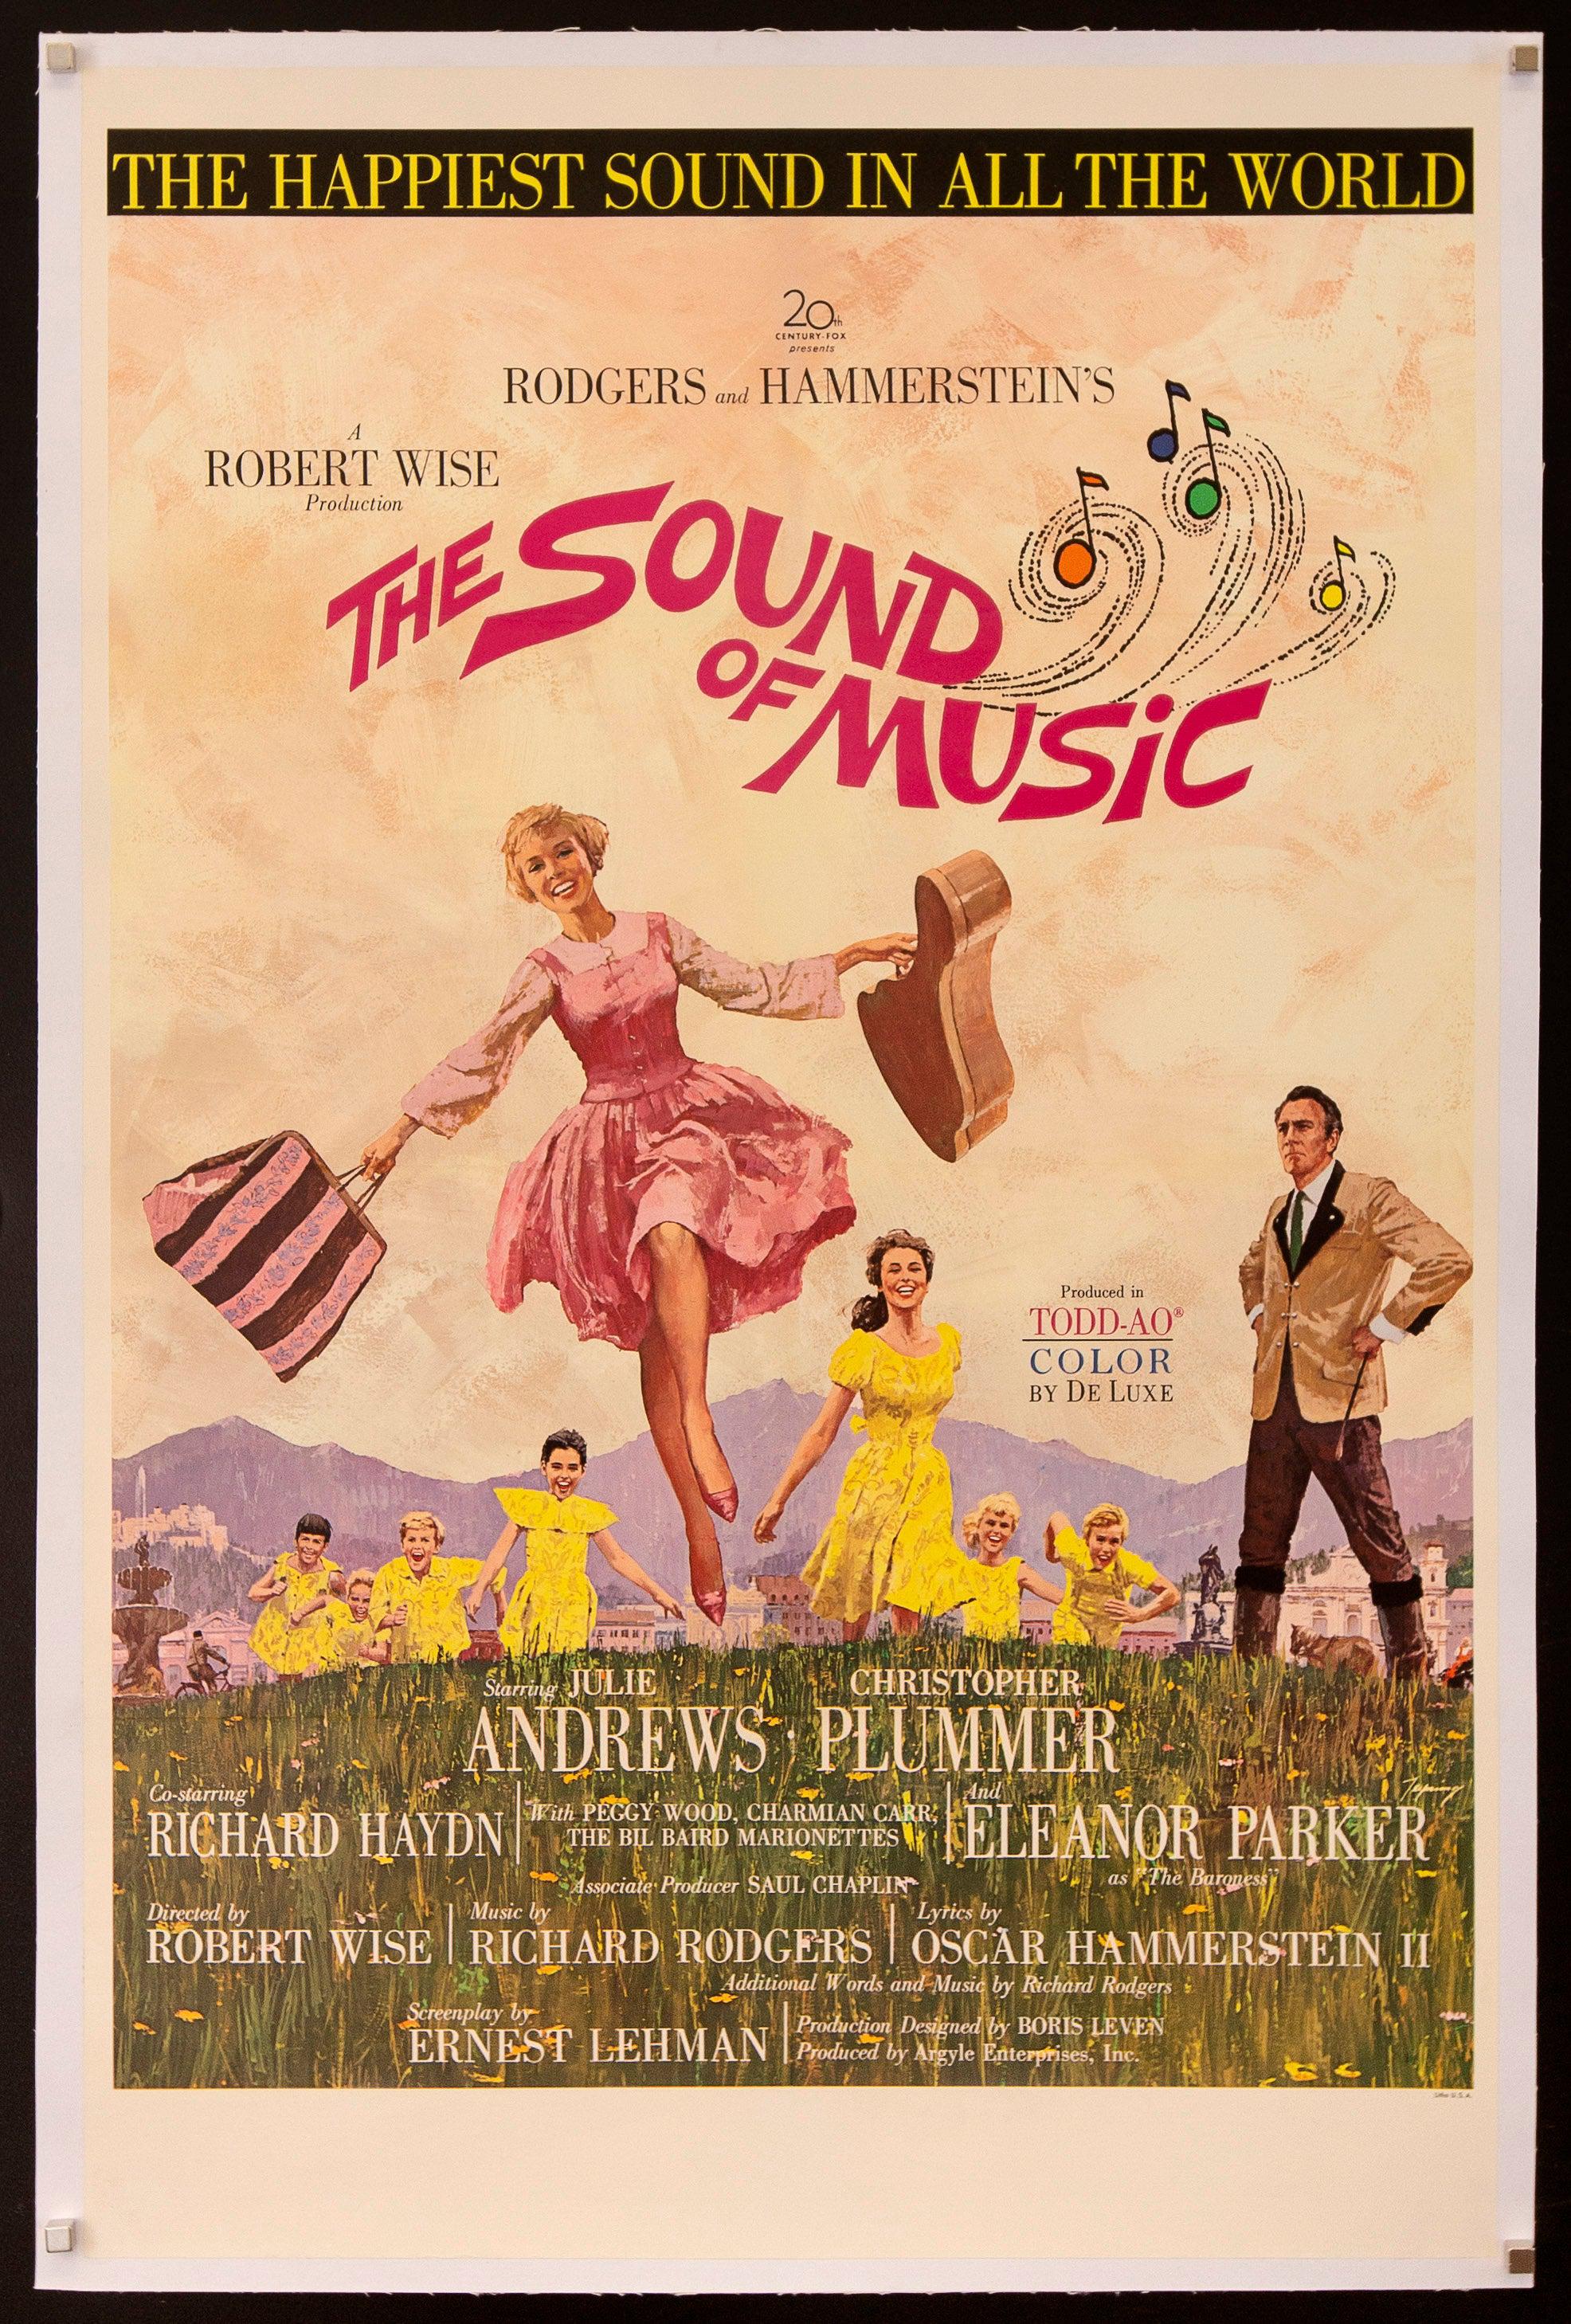 THE HAPPIEST SOUND IN ALL THE WORLD
20th
CENTURY-FOX
presents
RODGERS and HAMMERSTEIN'S
A
ROBERT WISE
Production
THE SOUND
OF MUSiC
Produced in
TODD-AO®
COLOR
BY DE LUXE
Starring JULIE ANDREWS · CHRISTOPHER PLUMMER
Co-starring
RICHARD HAYDN
With PEGGY WOOD, CHARMIAN CARR,
THE BIL BAIRD MARIONETTES
And
ELEANOR PARKER
as "The Baroness"
Associate Producer SAUL CHAPLIN
Directed by
ROBERT WISE
Music by
RICHARD RODGERS
Lyrics by
OSCAR HAMMERSTEIN II
Additional Words and Music by Richard Rodgers
Screenplay by
ERNEST LEHMAN
Production Designed by BORIS LEVEN
Produced by Argyle Enterprises, Inc.
Litho U.S.A.